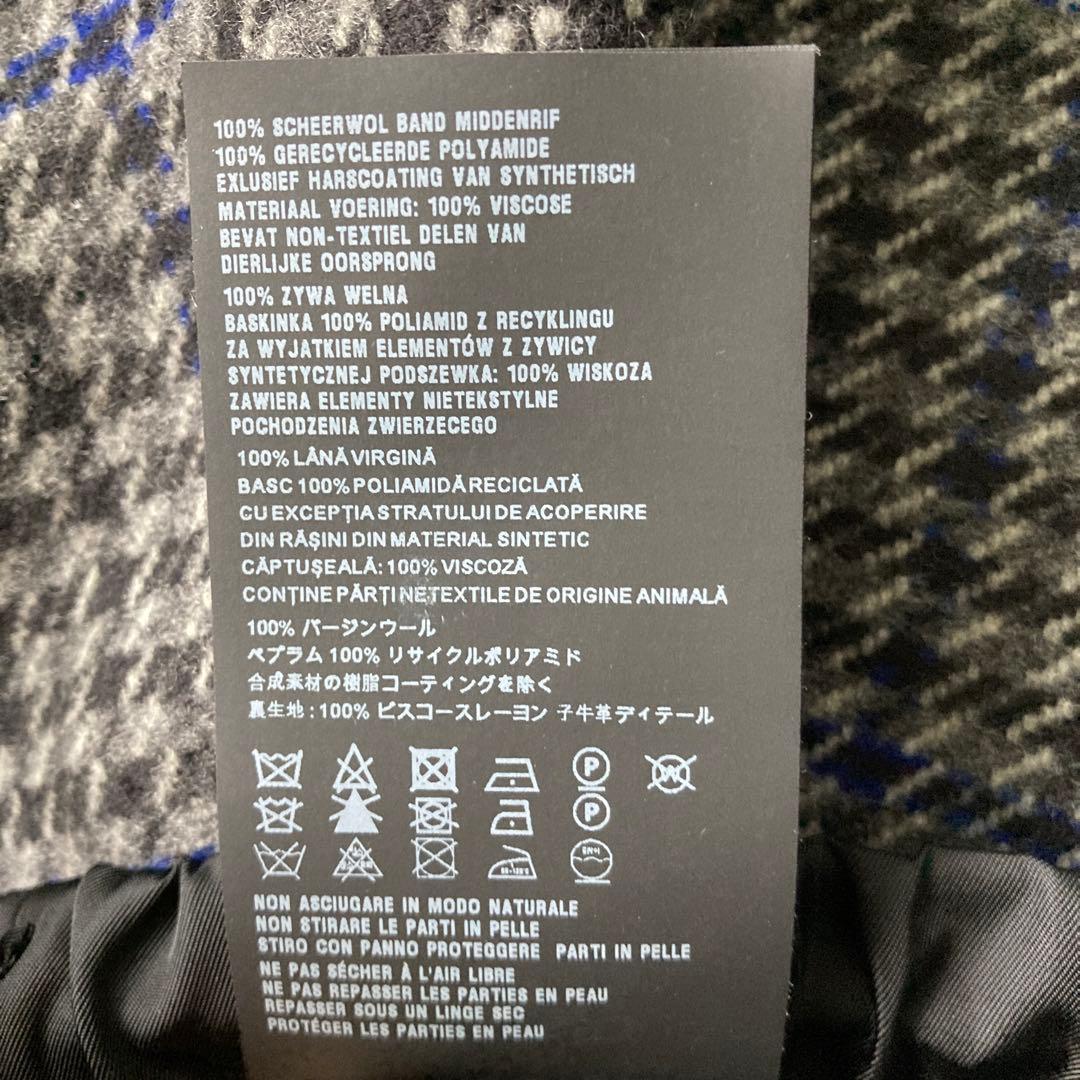 100% SCHEERWOL BAND MIDDENRIF
100% GERECYCLEERDE POLYAMIDE
EXLUSIEF HARSCOATING VAN SYNTHETISCH
MATERIAAL VOERING: 100% VISCOSE
BEVAT NON-TEXTIEL DELEN VAN
DIERLIJKE OORSPRONG
100% ZYWA WELNA
BASKINKA 100% POLIAMID Z RECYKLINGU
ZA WYJATKIEM ELEMENTÓW Z ZYWICY
SYNTETYCZNEJ PODSZEWKA: 100% WISKOZA
ZAWIERA ELEMENTY NIETEKSTYLNE
POCHODZENIA ZWIERZECEGO
100% LÂNĂ VIRGINĂ
BASC 100% POLIAMIDĂ RECICLATĂ
CU EXCEPȚIA STRATULUI DE ACOPERIRE
DIN RĂȘINI DIN MATERIAL SINTETIC
CĂPTUȘEALĂ: 100% VISCOZĂ
CONȚINE PĂRȚI NETEXTILE DE ORIGINE ANIMALĂ
100% バージンウール
ペプラム 100% リサイクルポリアミド
合成素材の樹脂コーティングを除く
裏生地 : 100% ビスコースレーヨン 子牛革ディテール
P W
P
NON ASCIUGARE IN MODO NATURALE
NON STIRARE LE PARTI IN PELLE
STIRO CON PANNO PROTEGGERE PARTI IN PELLE
NE PAS SÉCHER À L'AIR LIBRE
NE PAS REPASSER LES PARTIES EN PEAU
REPASSER SOUS UN LINGE SEC
PROTÉGER LES PARTIES EN PEAU